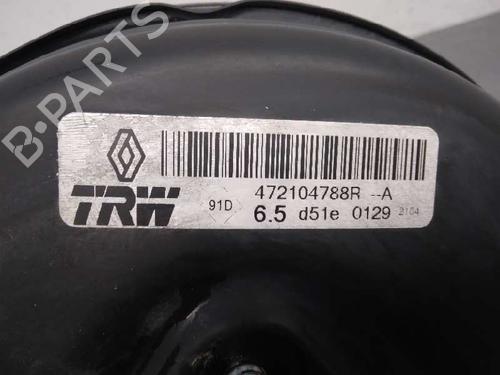 B-PARTS
TRW
91D
472104788R --A
6.5 d51e 0129 2104